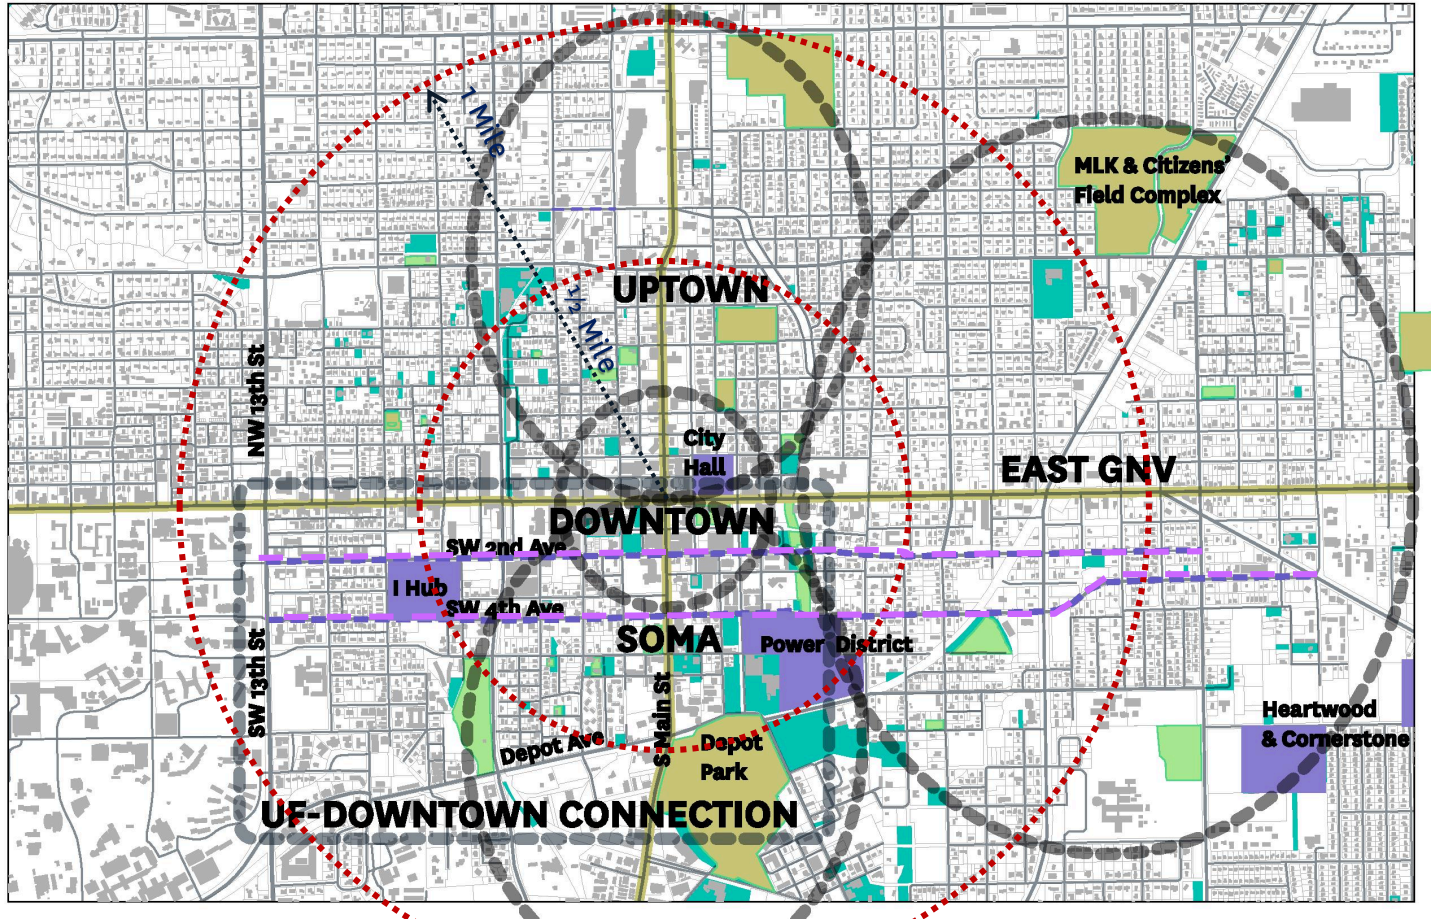 1 Mile
MLK & Citizens'
Field Complex
UPTOWN
1/2 Mile
NW 13th St
City
Hall
EAST GNV
DOWNTOWN
SW 2nd Ave
I Hub
SW 4th Ave
SOMA
Power District
SW 13th St
S Main St
Heartwood
& Cornerstone
Depot Ave
Depot
Park
UF-DOWNTOWN CONNECTION